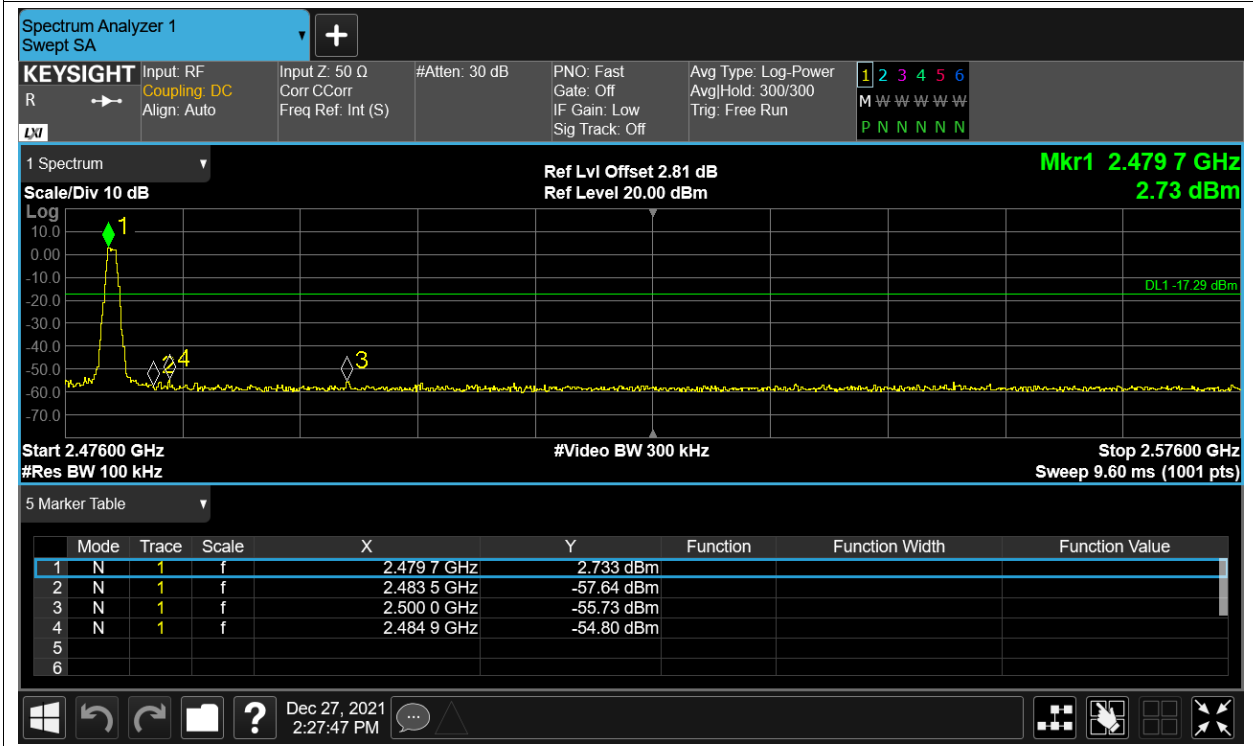 Spectrum Analyzer 1
Swept SA
+
KEYSIGHT Input: RF Input Z: 50 Ω #Atten: 30 dB PNO: Fast Avg Type: Log-Power 1 2 3 4 5 6
R Coupling: DC Corr CCorr Gate: Off Avg|Hold: 300/300 M W W W W W
Align: Auto Freq Ref: Int (S) IF Gain: Low Trig: Free Run
LXI Sig Track: Off P N N N N N
1 Spectrum Ref Lvl Offset 2.81 dB Mkr1 2.479 7 GHz
Scale/Div 10 dB Ref Level 20.00 dBm 2.73 dBm
Log
1
10.0
0.00
-10.0
DL1 -17.29 dBm
-20.0
-30.0
-40.0
2 4 3
-50.0
-60.0
-70.0
Start 2.47600 GHz #Video BW 300 kHz Stop 2.57600 GHz
#Res BW 100 kHz Sweep 9.60 ms (1001 pts)
5 Marker Table
Mode Trace Scale X Y Function Function Width Function Value
1 N 1 f 2.479 7 GHz 2.733 dBm
2 N 1 f 2.483 5 GHz -57.64 dBm
3 N 1 f 2.500 0 GHz -55.73 dBm
4 N 1 f 2.484 9 GHz -54.80 dBm
5
6
? Dec 27, 2021
2:27:47 PM